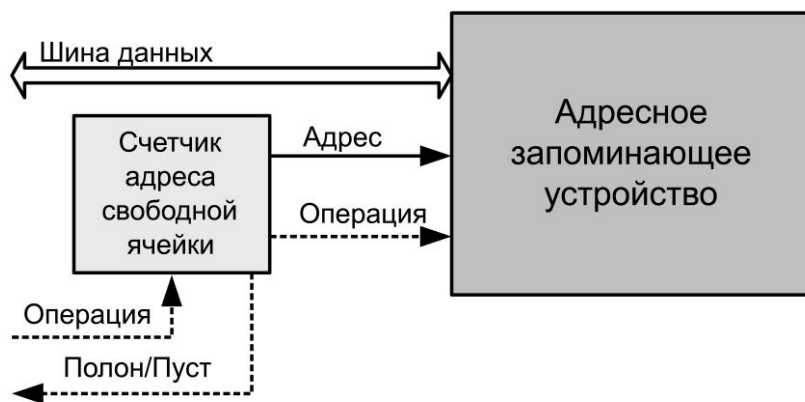 Шина данных
Адресное
запоминающее
устройство
Счетчик
адреса
свободной
ячейки
Адрес
Операция
Операция
Полон/Пуст